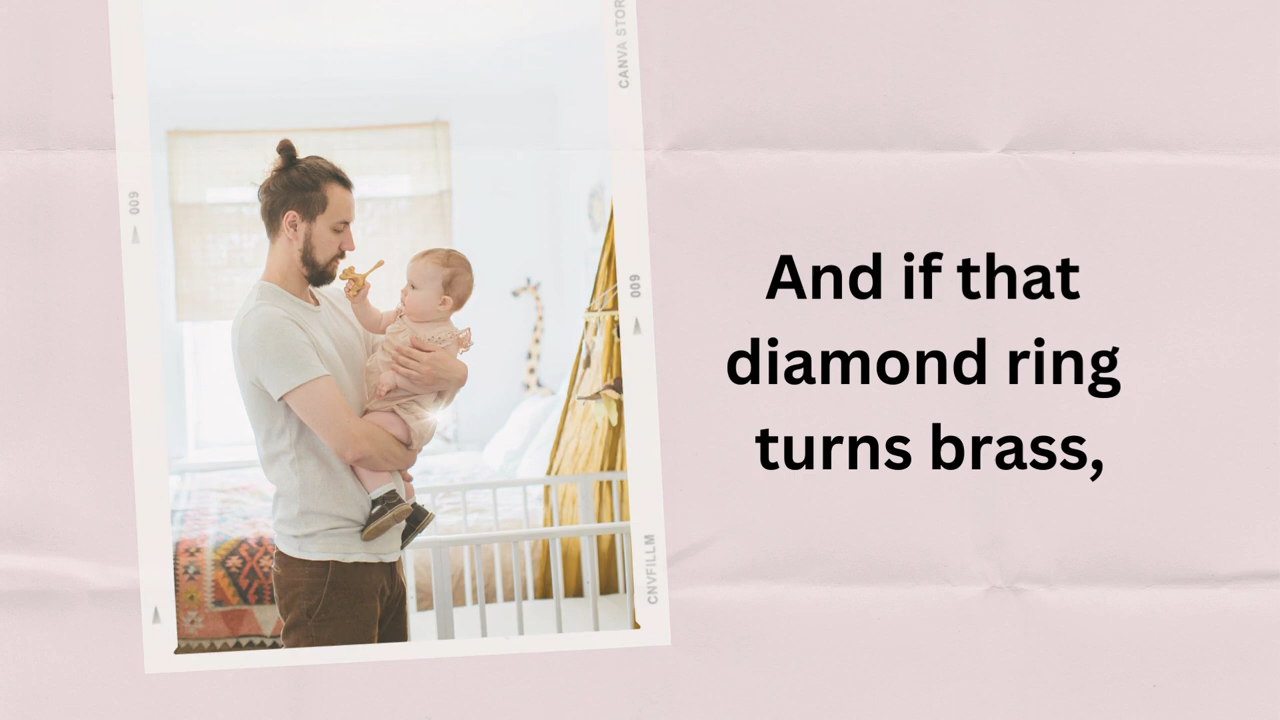 CANVA STOR
009
009
CNVFILLM
And if that
diamond ring
turns brass,